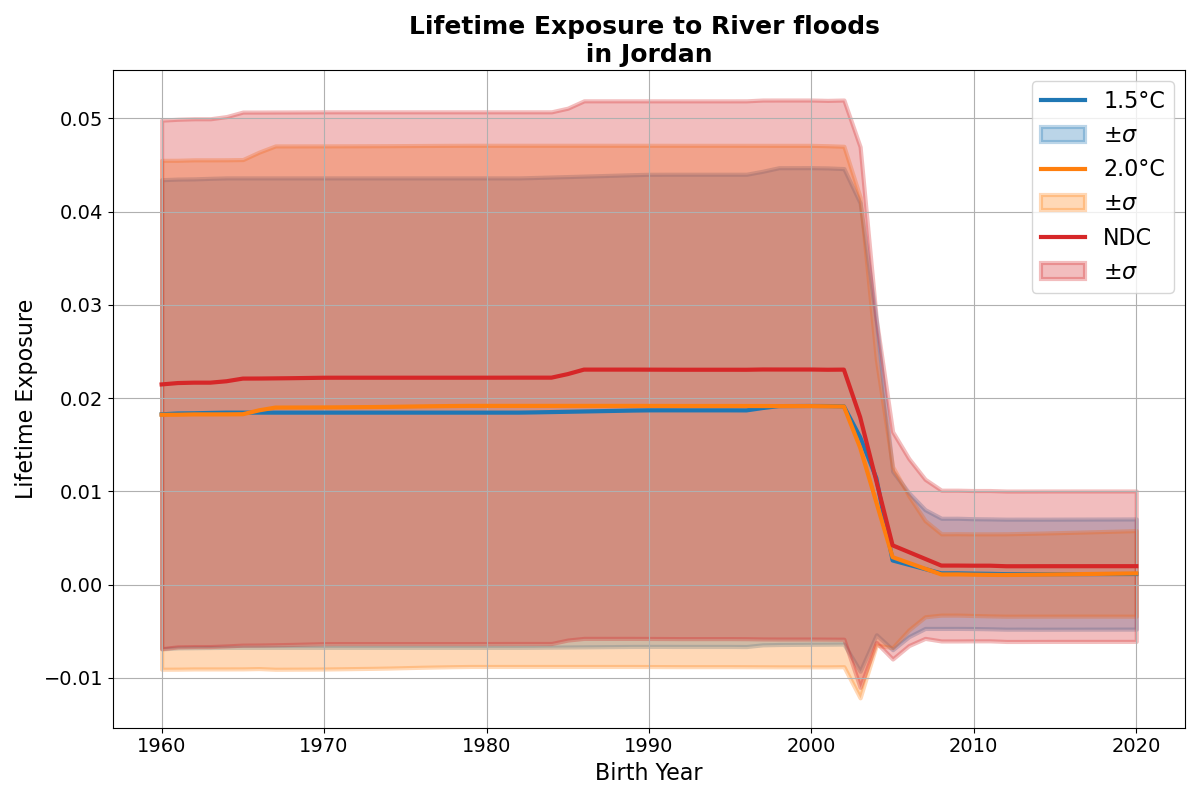 Lifetime Exposure to River floods
in Jordan
Lifetime Exposure
0.05
0.04
0.03
0.02
0.01
0.00
−0.01
1960
1970
1980
1990
2000
2010
2020
Birth Year
1.5°C
±σ
2.0°C
±σ
NDC
±σ